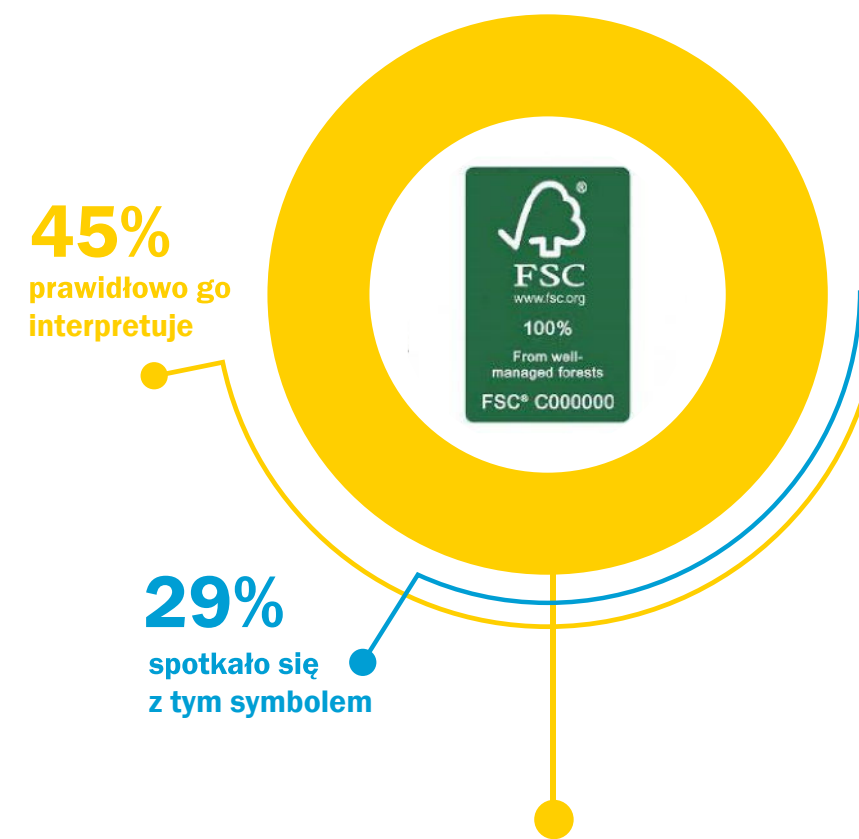 45%
prawidłowo go
interpretuje
FSC
®
www.fsc.org
100%
From well-
managed forests
FSC® C000000
29%
spotkało się
z tym symbolem